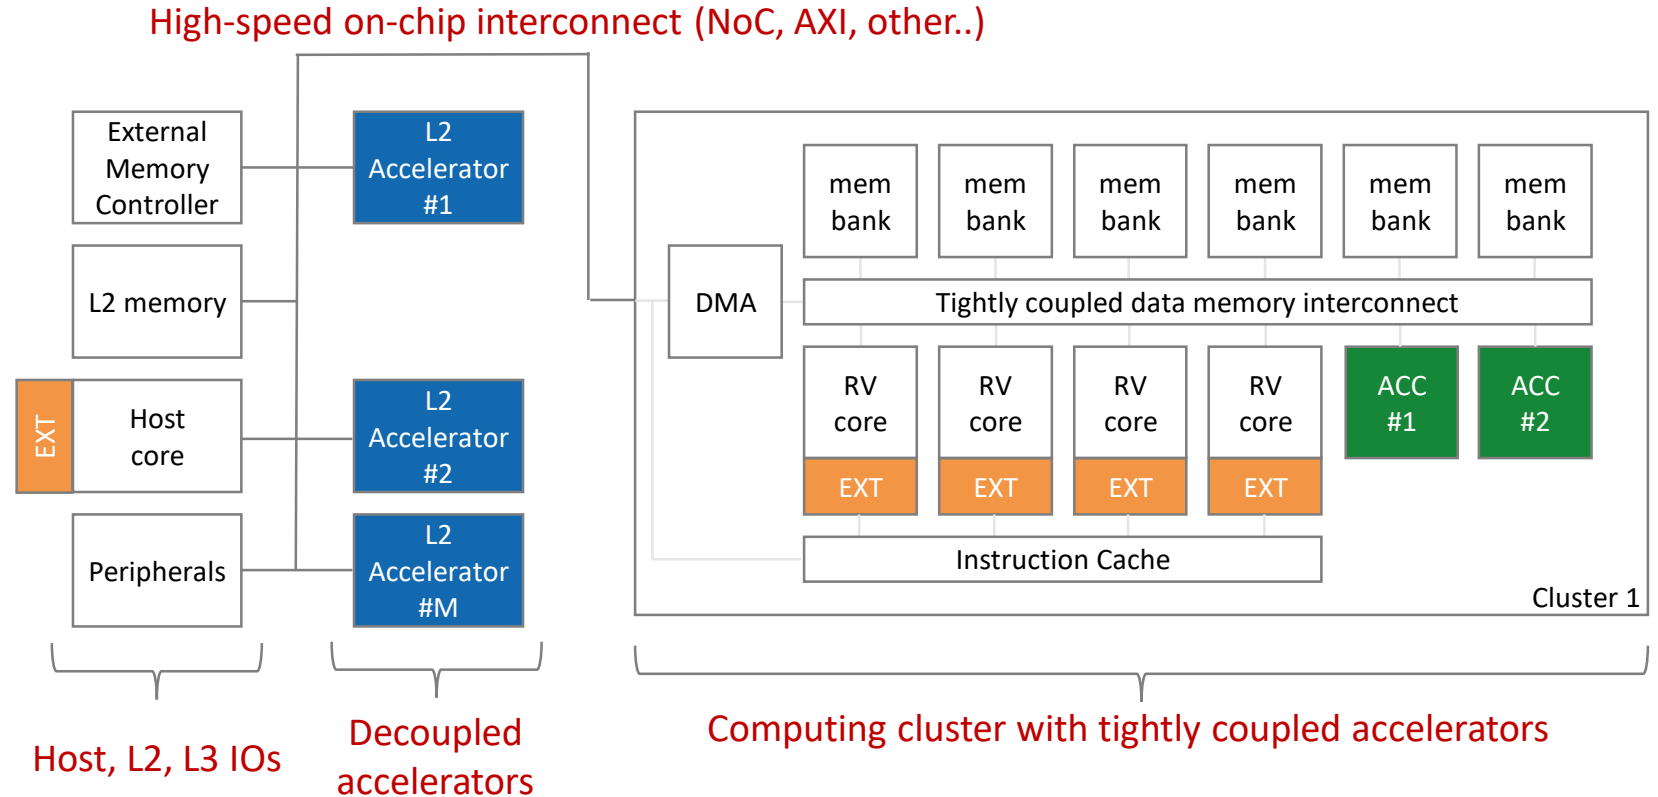 High-speed on-chip interconnect (NoC, AXI, other..)
External
Memory
Controller
L2 memory
EXT
Host
core
Peripherals
L2
Accelerator
#1
L2
Accelerator
#2
L2
Accelerator
#M
mem
bank
mem
bank
mem
bank
mem
bank
mem
bank
mem
bank
DMA
Tightly coupled data memory interconnect
RV
core
RV
core
RV
core
RV
core
ACC
#1
ACC
#2
EXT
EXT
EXT
EXT
Instruction Cache
Cluster 1
Host, L2, L3 IOs
Decoupled
accelerators
Computing cluster with tightly coupled accelerators